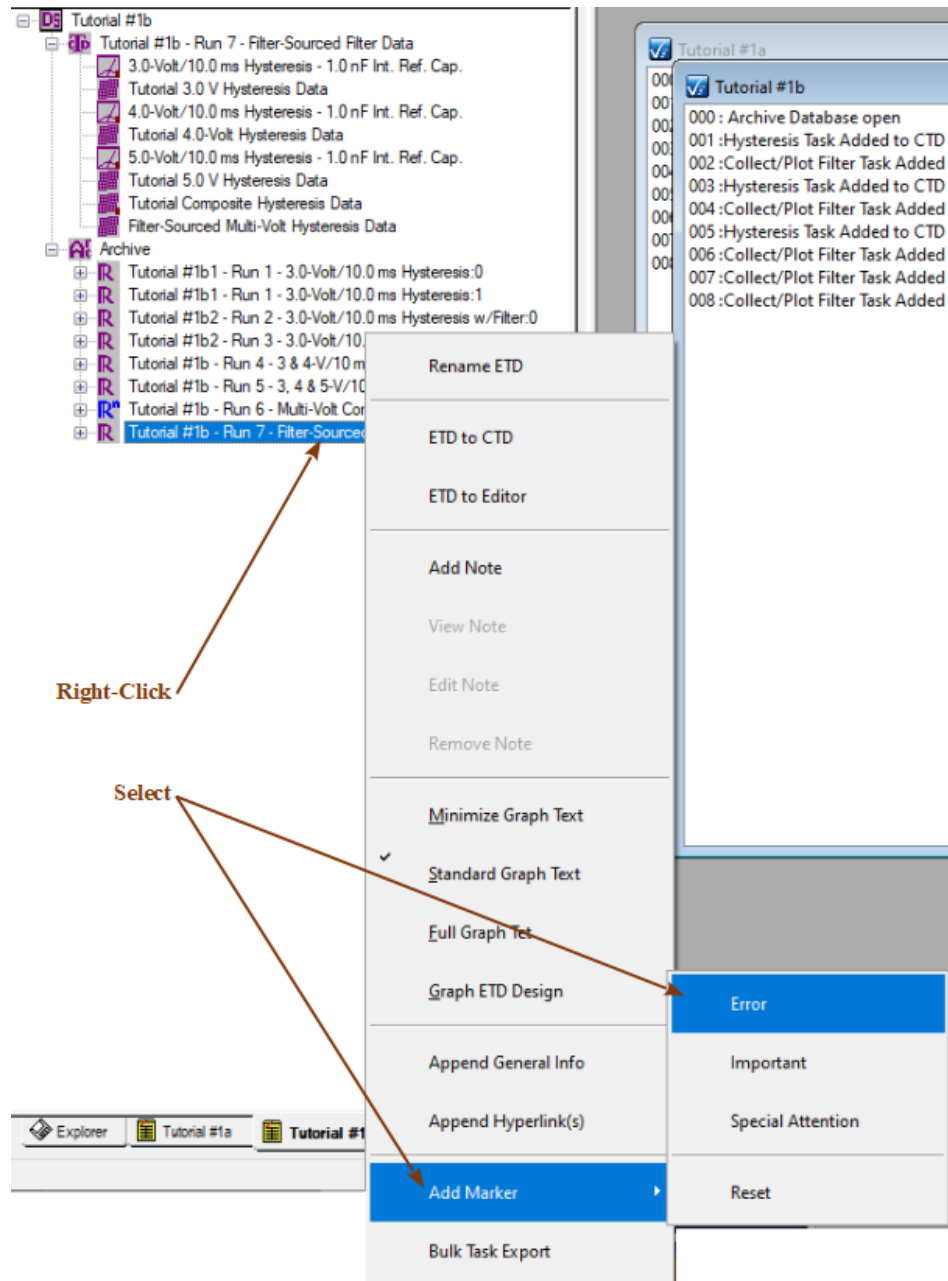 Tutorial #1b
Tutorial #1b - Run 7 - Filter-Sourced Filter Data
3.0-Volt/10.0 ms Hysteresis - 1.0 nF Int. Ref. Cap.
Tutorial 3.0 V Hysteresis Data
4.0-Volt/10.0 ms Hysteresis - 1.0 nF Int. Ref. Cap.
Tutorial 4.0-Volt Hysteresis Data
5.0-Volt/10.0 ms Hysteresis - 1.0 nF Int. Ref. Cap.
Tutorial 5.0 V Hysteresis Data
Tutorial Composite Hysteresis Data
Filter-Sourced Multi-Volt Hysteresis Data
Archive
Tutorial #1b1 - Run 1 - 3.0-Volt/10.0 ms Hysteresis:0
Tutorial #1b1 - Run 1 - 3.0-Volt/10.0 ms Hysteresis:1
Tutorial #1b2 - Run 2 - 3.0-Volt/10.0 ms Hysteresis w/Filter:0
Tutorial #1b2 - Run 3 - 3.0-Volt/10.
Tutorial #1b - Run 4 - 3 & 4-V/10 m
Tutorial #1b - Run 5 - 3, 4 & 5-V/10
Tutorial #1b - Run 6 - Multi-Volt Co
Tutorial #1b - Run 7 - Filter-Sourced
Tutorial #1a
Tutorial #1b
000 : Archive Database open
001 :Hysteresis Task Added to CTD
002 :Collect/Plot Filter Task Added
003 :Hysteresis Task Added to CTD
004 :Collect/Plot Filter Task Added
005 :Hysteresis Task Added to CTD
006 :Collect/Plot Filter Task Added
007 :Collect/Plot Filter Task Added
008 :Collect/Plot Filter Task Added
Rename ETD
ETD to CTD
ETD to Editor
Add Note
View Note
Edit Note
Remove Note
Minimize Graph Text
Standard Graph Text
Full Graph Tet
Graph ETD Design
Append General Info
Append Hyperlink(s)
Add Marker
Bulk Task Export
Error
Important
Special Attention
Reset
Right-Click
Select
Explorer
Tutorial #1a
Tutorial #1